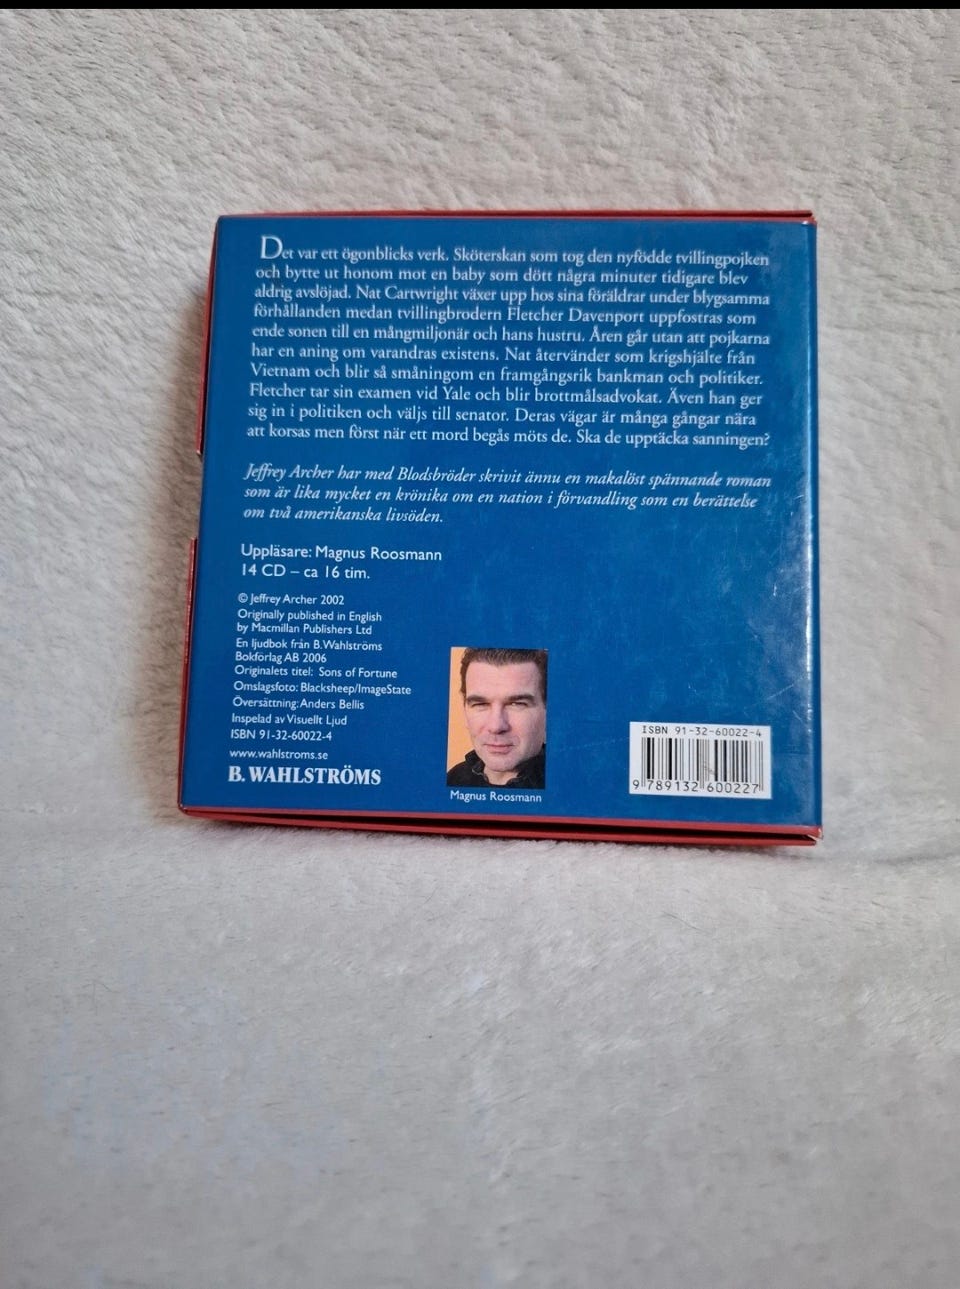 Det var ett ögonblicks verk. Sköterskan som tog den nyfödde tvillingpojken
och bytte ut honom mot en baby som dött några minuter tidigare blev
aldrig avslöjad. Nat Cartwright växer upp hos sina föräldrar under blygsamma
förhållanden medan tvillingbrodern Fletcher Davenport uppfostras som
ende sonen till en mångmiljonär och hans hustru. Åren går utan att pojkarna
har en aning om varandras existens. Nat återvänder som krigshjälte från
Vietnam och blir så småningom en framgångsrik bankman och politiker.
Fletcher tar sin examen vid Yale och blir brottmålsadvokat. Även han ger
sig in i politiken och väljs till senator. Deras vägar är många gångar nära
att korsas men först när ett mord begås möts de. Ska de upptäcka sanningen?
Jeffrey Archer har med Blodsbröder skrivit ännu en makalöst spännande roman
som är lika mycket en krönika om en nation i förvandling som en berättelse
om två amerikanska livsöden.
Uppläsare: Magnus Roosmann
14 CD – ca 16 tim.
© Jeffrey Archer 2002
Originally published in English
by Macmillan Publishers Ltd
En ljudbok från B.Wahlströms
Bokförlag AB 2006
Originalets titel: Sons of Fortune
Omslagsfoto: Blacksheep/ImageState
Översättning: Anders Bellis
Inspelad av Visuellt Ljud
ISBN 91-32-60022-4
www.wahlstroms.se
B. WAHLSTRÖMS
Magnus Roosmann
ISBN 91-32-60022-4
9 789132 600227